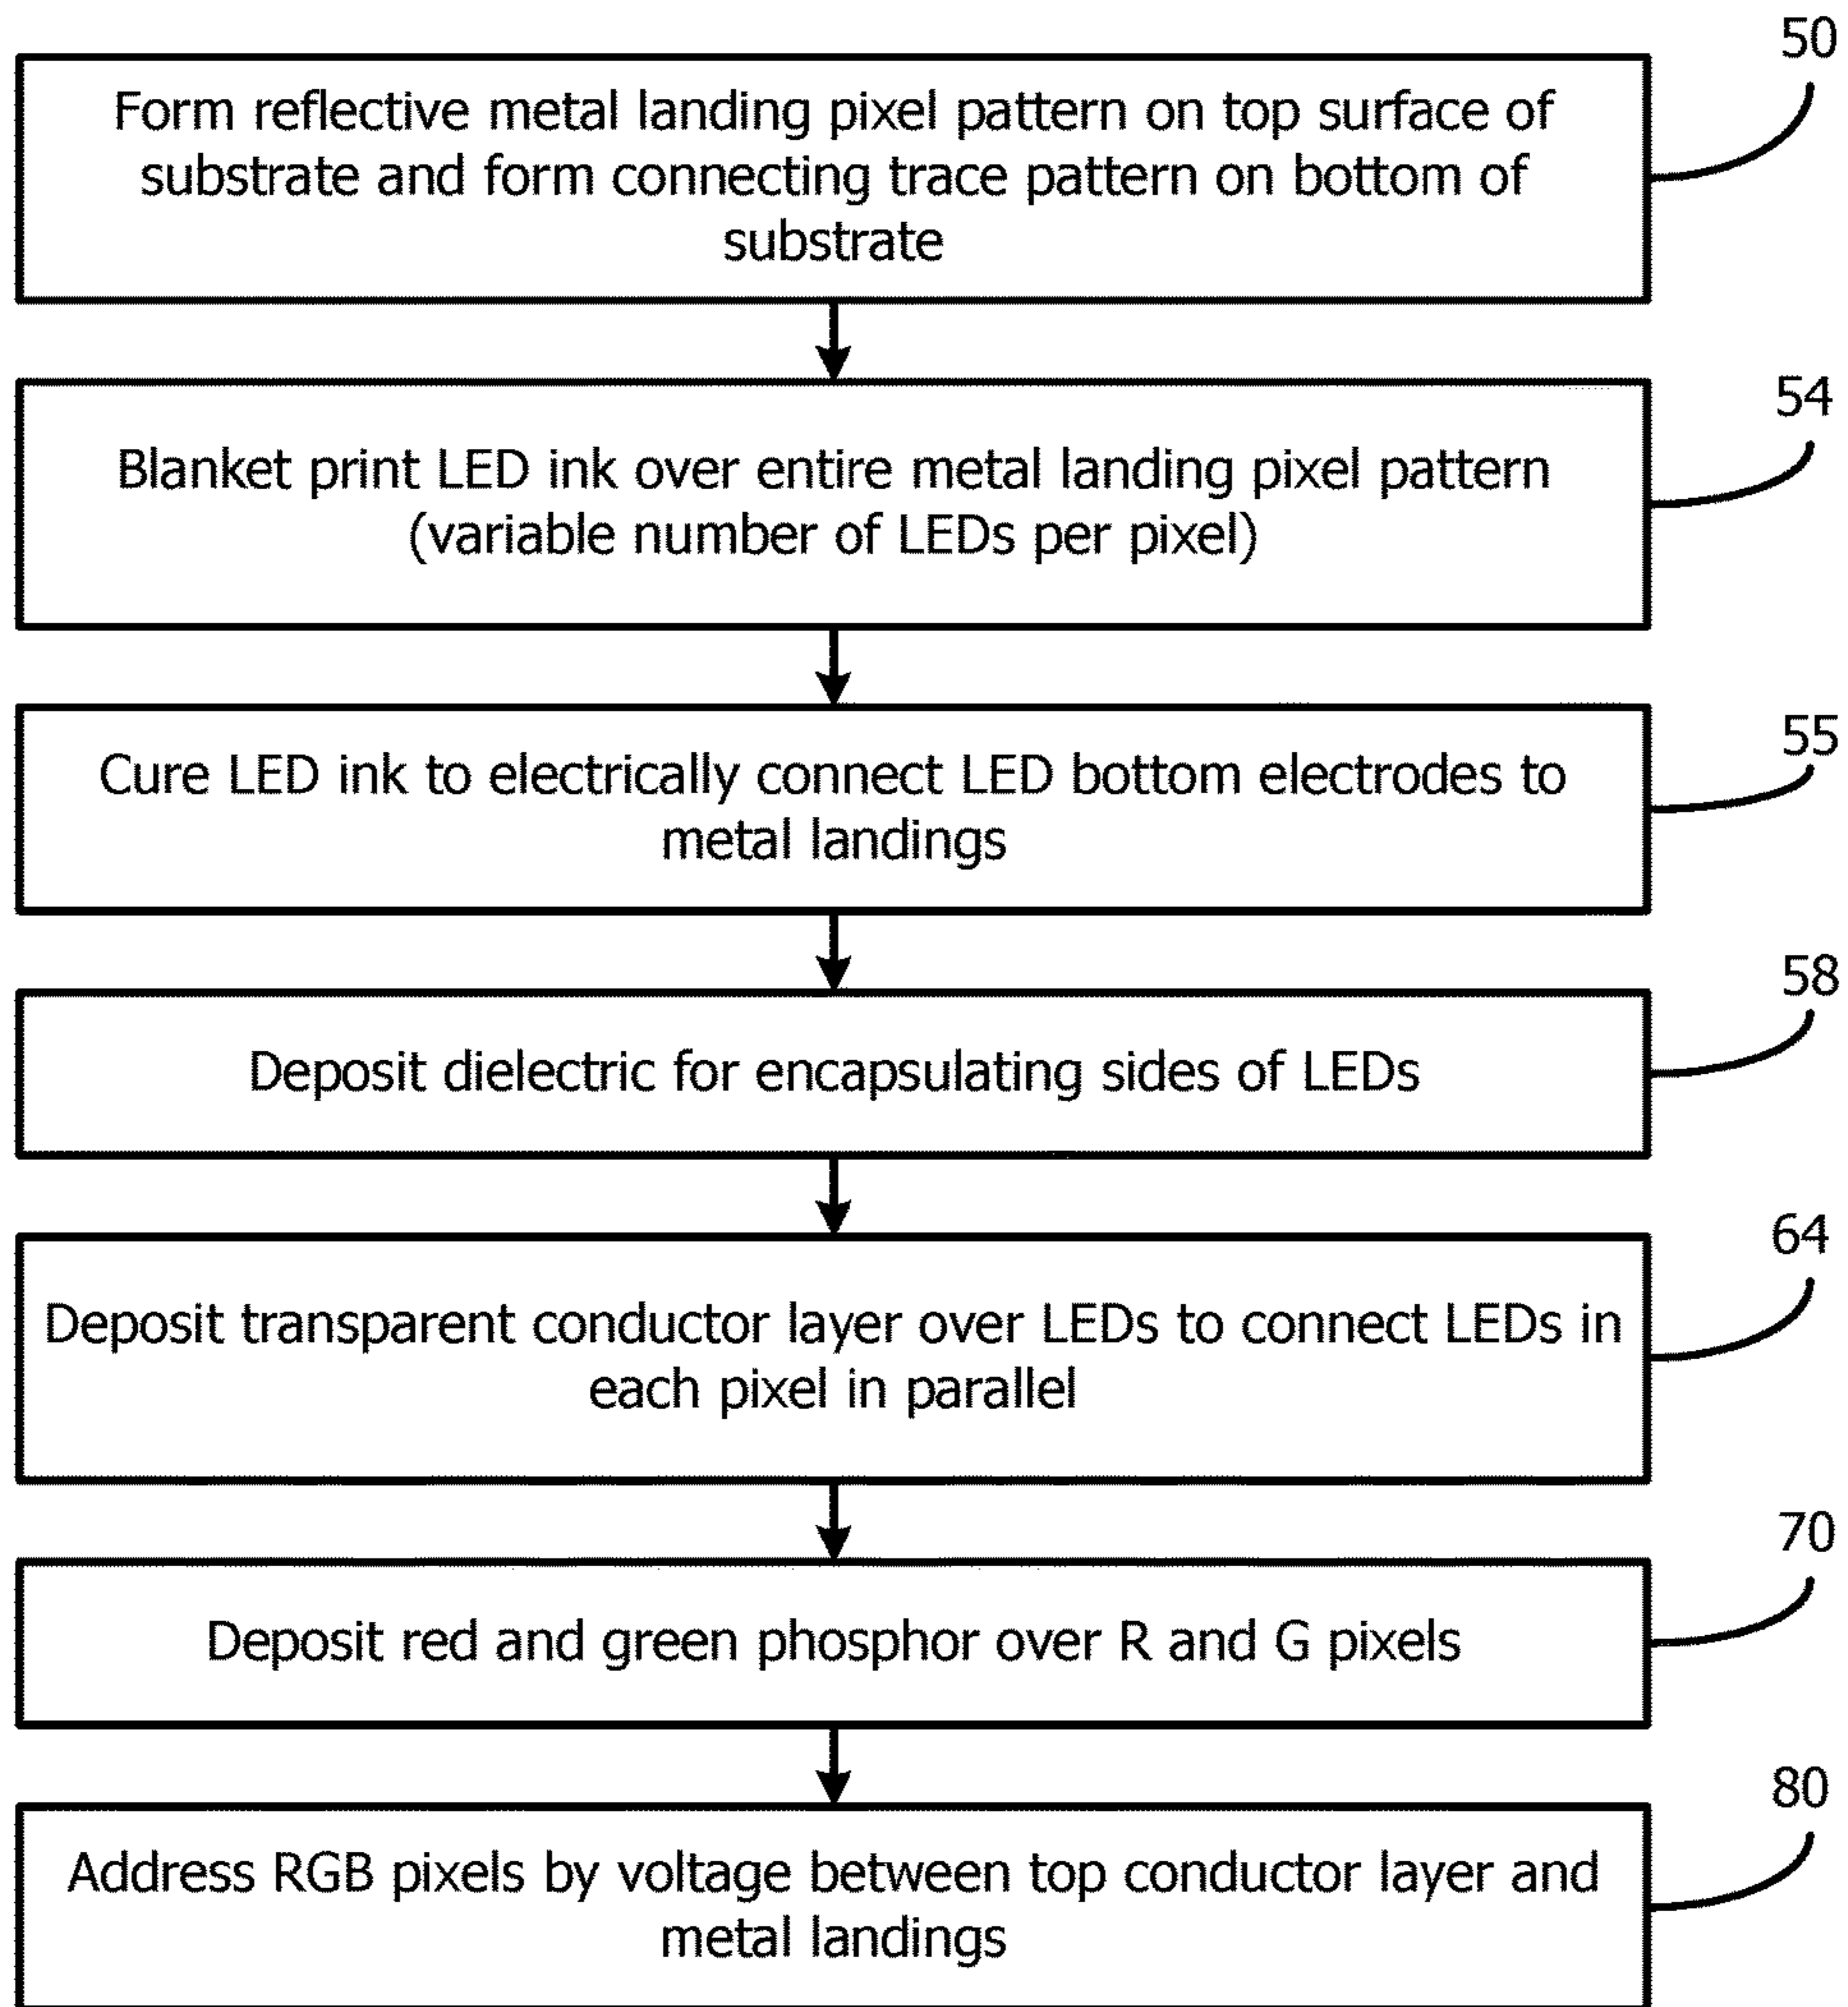 50
Form reflective metal landing pixel pattern on top surface of
substrate and form connecting trace pattern on bottom of
substrate
54
Blanket print LED ink over entire metal landing pixel pattern
(variable number of LEDs per pixel)
55
Cure LED ink to electrically connect LED bottom electrodes to
metal landings
58
Deposit dielectric for encapsulating sides of LEDs
64
Deposit transparent conductor layer over LEDs to connect LEDs in
each pixel in parallel
70
Deposit red and green phosphor over R and G pixels
80
Address RGB pixels by voltage between top conductor layer and
metal landings